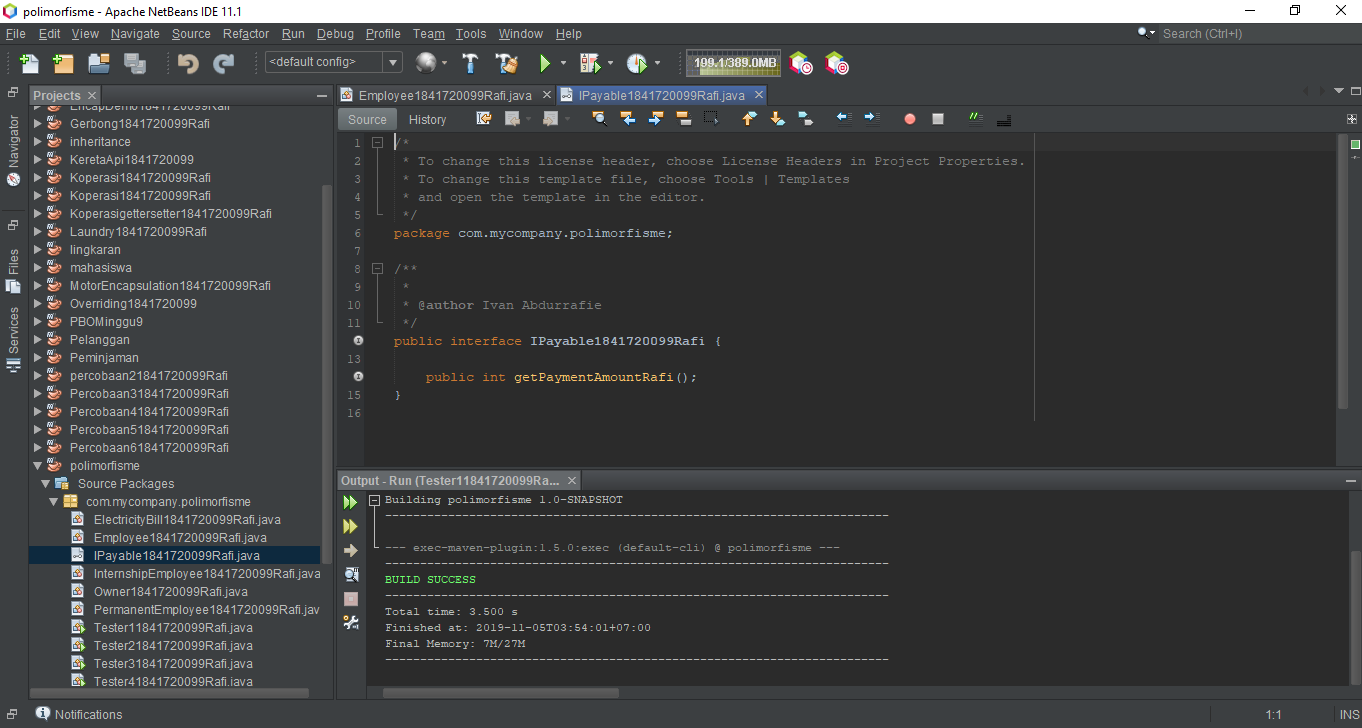 polimorfisme - Apache NetBeans IDE 11.1
File Edit View Navigate Source Refactor Run Debug Profile Team Tools Window Help
Search (Ctrl+I)
<default config>
199.1/389.0MB
Projects
Navigator
Files
Services
EncapDemo1841720099Rafi
Gerbong1841720099Rafi
inheritance
KeretaApi1841720099
Koperasi1841720099Rafi
Koperasi1841720099Rafi
Koperasigettersetter1841720099Rafi
Laundry1841720099Rafi
lingkaran
mahasiswa
MotorEncapsulation1841720099Rafi
Overriding1841720099
PBOMinggu9
Pelanggan
Peminjaman
percobaan21841720099Rafi
Percobaan31841720099Rafi
Percobaan41841720099Rafi
Percobaan51841720099Rafi
Percobaan61841720099Rafi
polimorfisme
Source Packages
com.mycompany.polimorfisme
ElectricityBill1841720099Rafi.java
Employee1841720099Rafi.java
IPayable1841720099Rafi.java
InternshipEmployee1841720099Rafi.java
Owner1841720099Rafi.java
PermanentEmployee1841720099Rafi.jav
Tester11841720099Rafi.java
Tester21841720099Rafi.java
Tester31841720099Rafi.java
Tester41841720099Rafi.java
Employee1841720099Rafi.java IPayable1841720099Rafi.java
Source History
1 /*
2 * To change this license header, choose License Headers in Project Properties.
3 * To change this template file, choose Tools | Templates
4 * and open the template in the editor.
5 */
6 package com.mycompany.polimorfisme;
7
8 /**
9 *
10 * @author Ivan Abdurrafie
11 */
public interface IPayable1841720099Rafi {
13
public int getPaymentAmountRafi();
15 }
16
Output - Run (Tester11841720099Ra...
Building polimorfisme 1.0-SNAPSHOT
------------------------------------------------------------------------
--- exec-maven-plugin:1.5.0:exec (default-cli) @ polimorfisme ---
------------------------------------------------------------------------
BUILD SUCCESS
------------------------------------------------------------------------
Total time: 3.500 s
Finished at: 2019-11-05T03:54:01+07:00
Final Memory: 7M/27M
------------------------------------------------------------------------
Notifications
1:1
INS